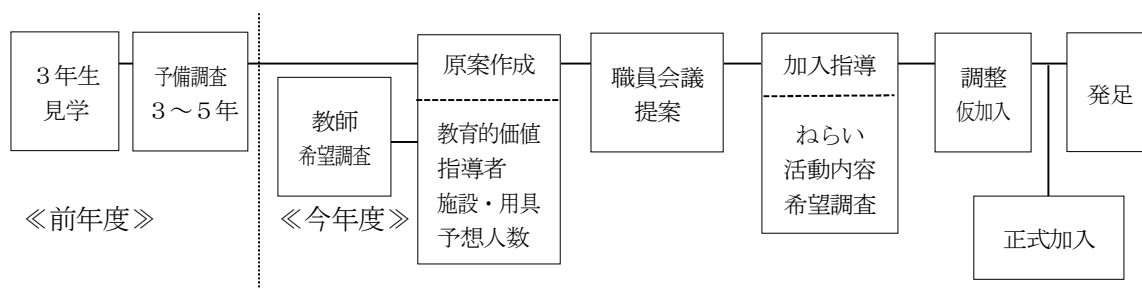 3年生
見学
予備調査
3~5年
≪前年度≫
教師
希望調査
≪今年度≫
原案作成
教育的価値
指導者
施設・用具
予想人数
職員会議
提案
加入指導
ねらい
活動内容
希望調査
調整
仮加入
正式加入
発足